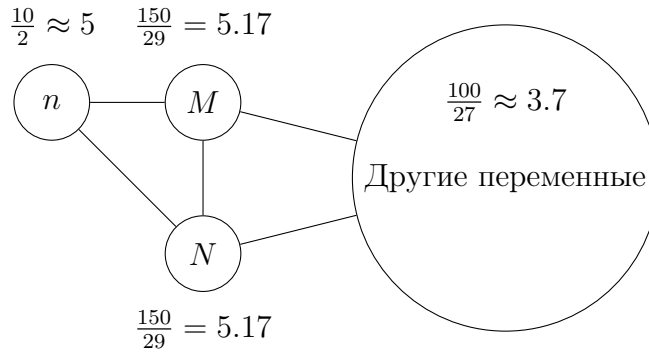 10/2 ≈ 5
150/29 = 5.17
n
M
100/27 ≈ 3.7
Другие переменные
N
150/29 = 5.17